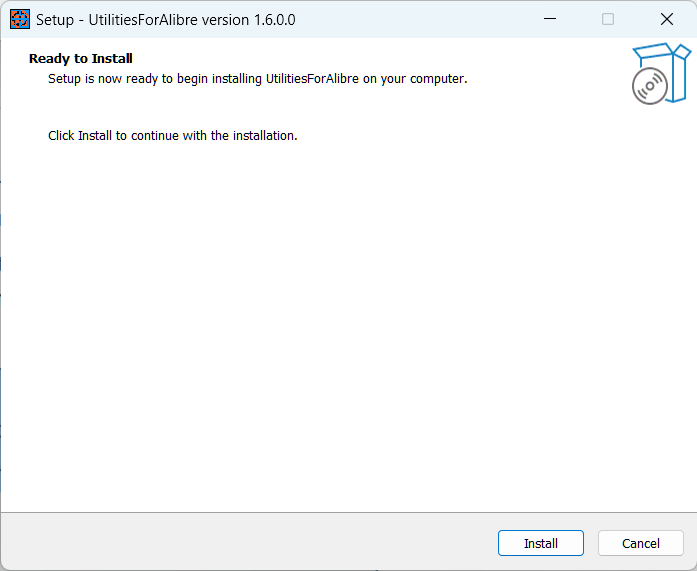 Setup - UtilitiesForAlibre version 1.6.0.0
Ready to Install
Setup is now ready to begin installing UtilitiesForAlibre on your computer.
Click Install to continue with the installation.
Install
Cancel